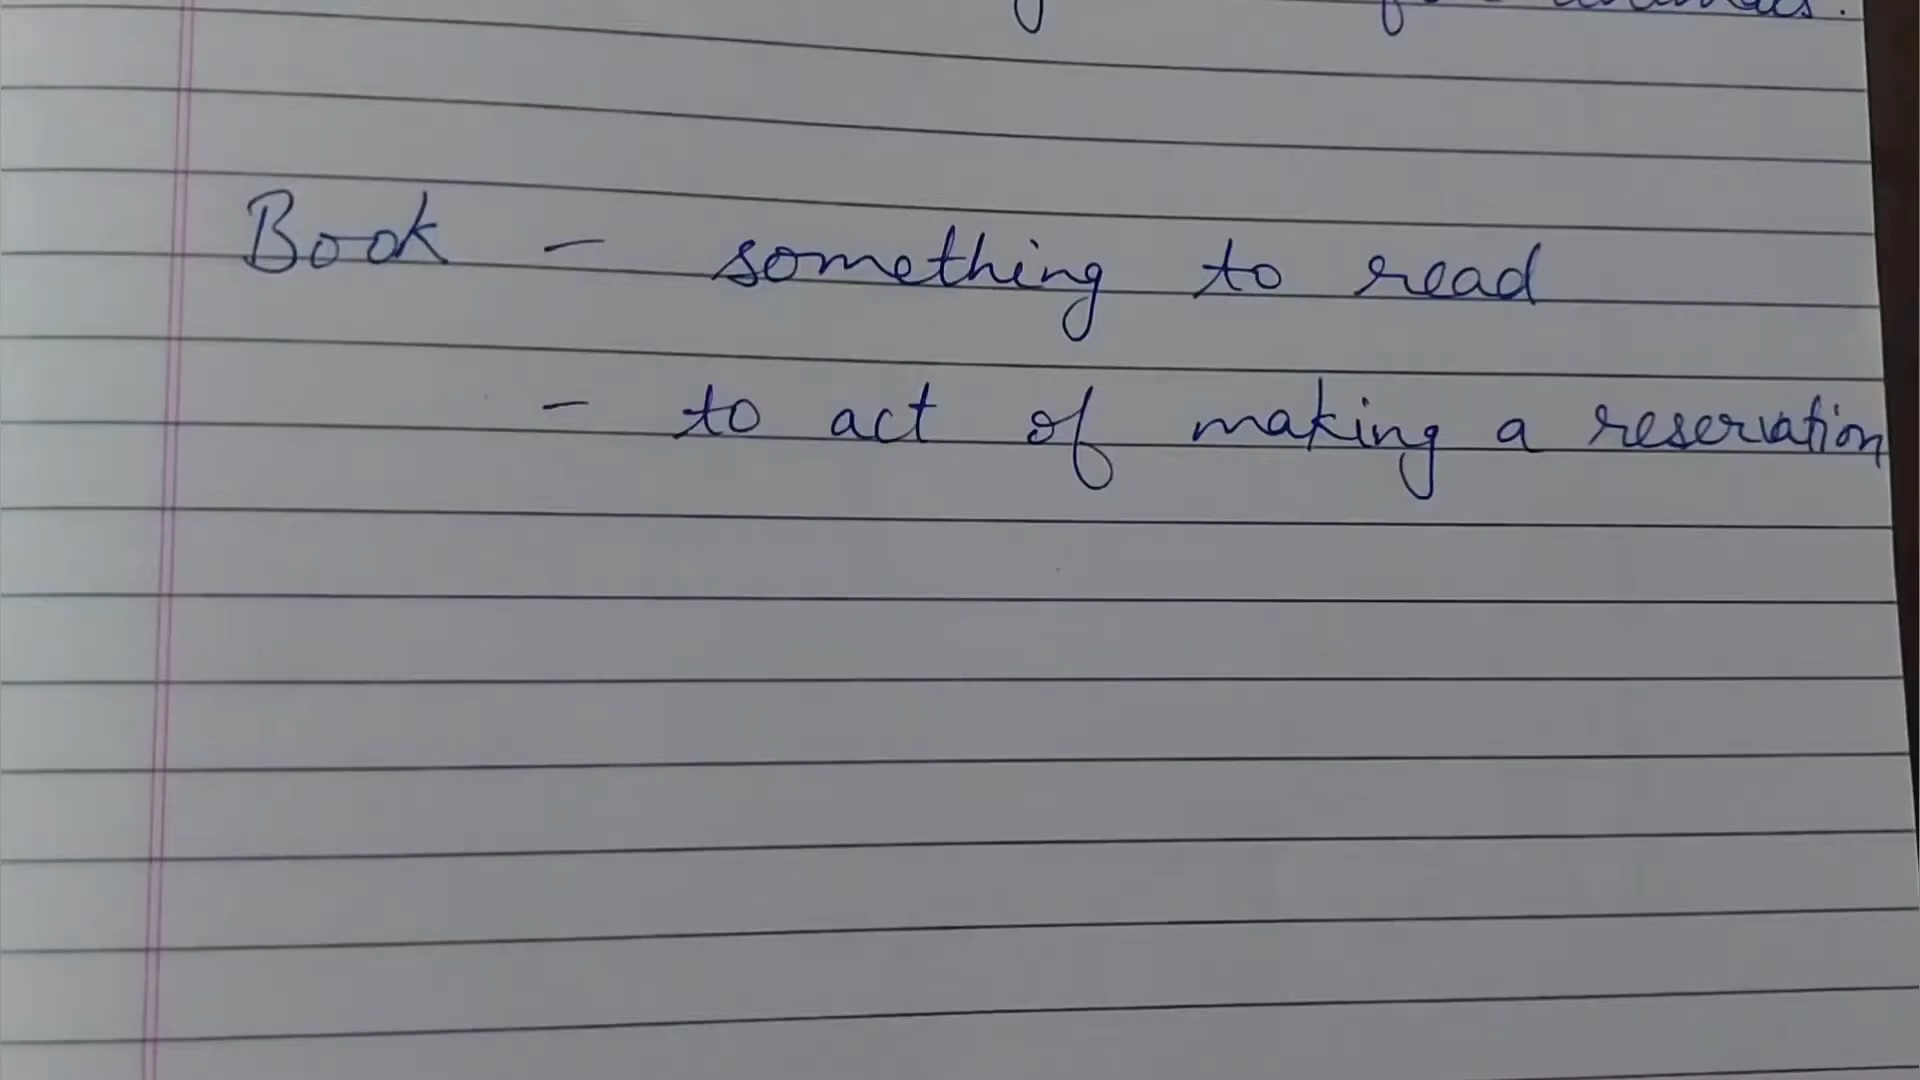 Book - something to read
- to act of making a reservation